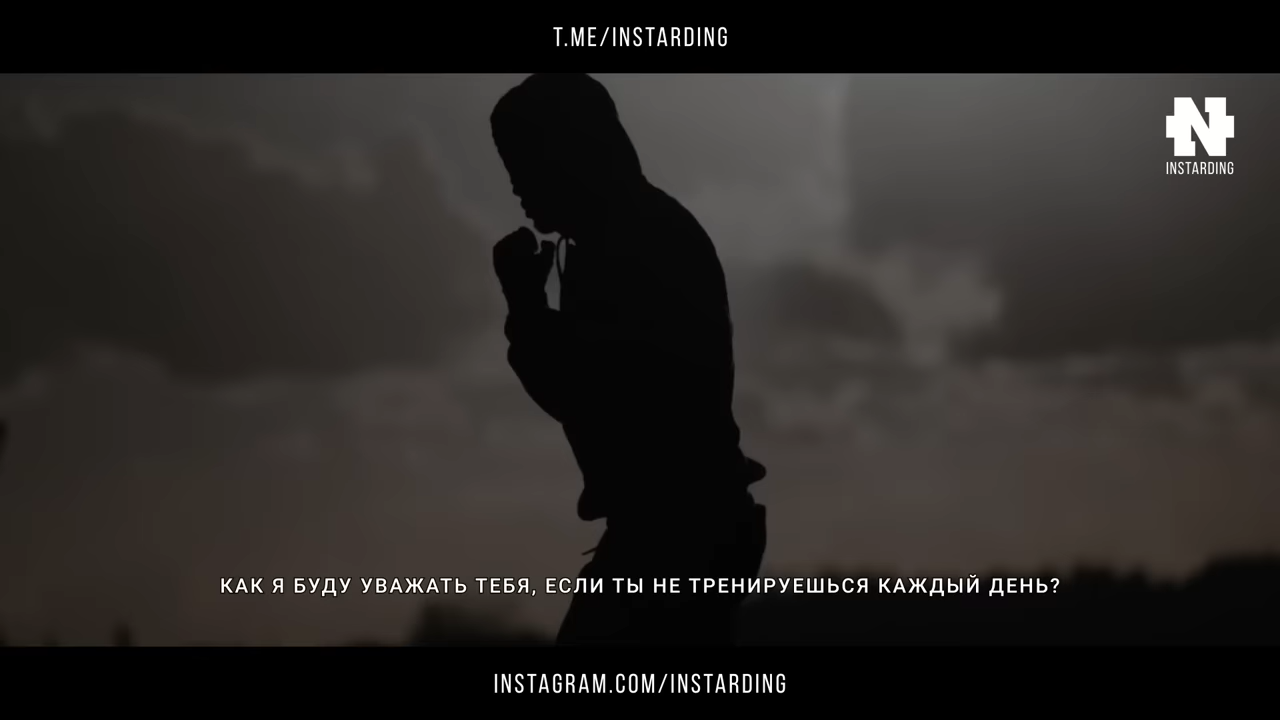 T.ME/INSTARDING
N
INSTARDING
КАК Я БУДУ УВАЖАТЬ ТЕБЯ, ЕСЛИ ТЫ НЕ ТРЕНИРУЕШЬСЯ КАЖДЫЙ ДЕНЬ?
INSTAGRAM.COM/INSTARDING